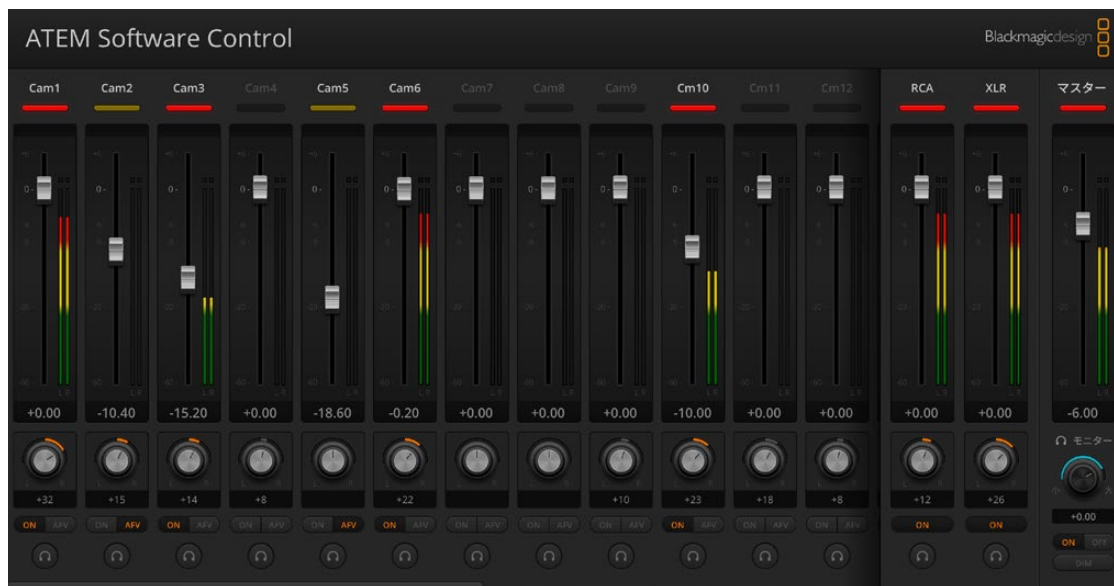 ATEM Software Control
Blackmagicdesign
Cam1 Cam2 Cam3 Cam4 Cam5 Cam6 Cam7 Cam8 Cam9 Cm10 Cm11 Cm12 RCA XLR マスター
+0.00 -10.40 -15.20 +0.00 -18.60 -0.20 +0.00 +0.00 +0.00 -10.00 +0.00 +0.00 +0.00 +0.00 -6.00
モニター
L R L R L R L R L R L R L R L R L R L R L R L R L R L R 小 大
+32 +15 +14 +8 +22 +10 +23 +18 +8 +12 +26
+0.00
ON AFV ON AFV ON AFV ON AFV ON AFV ON AFV ON AFV ON AFV ON AFV ON AFV ON AFV ON AFV ON ON
ON OFF
DIM